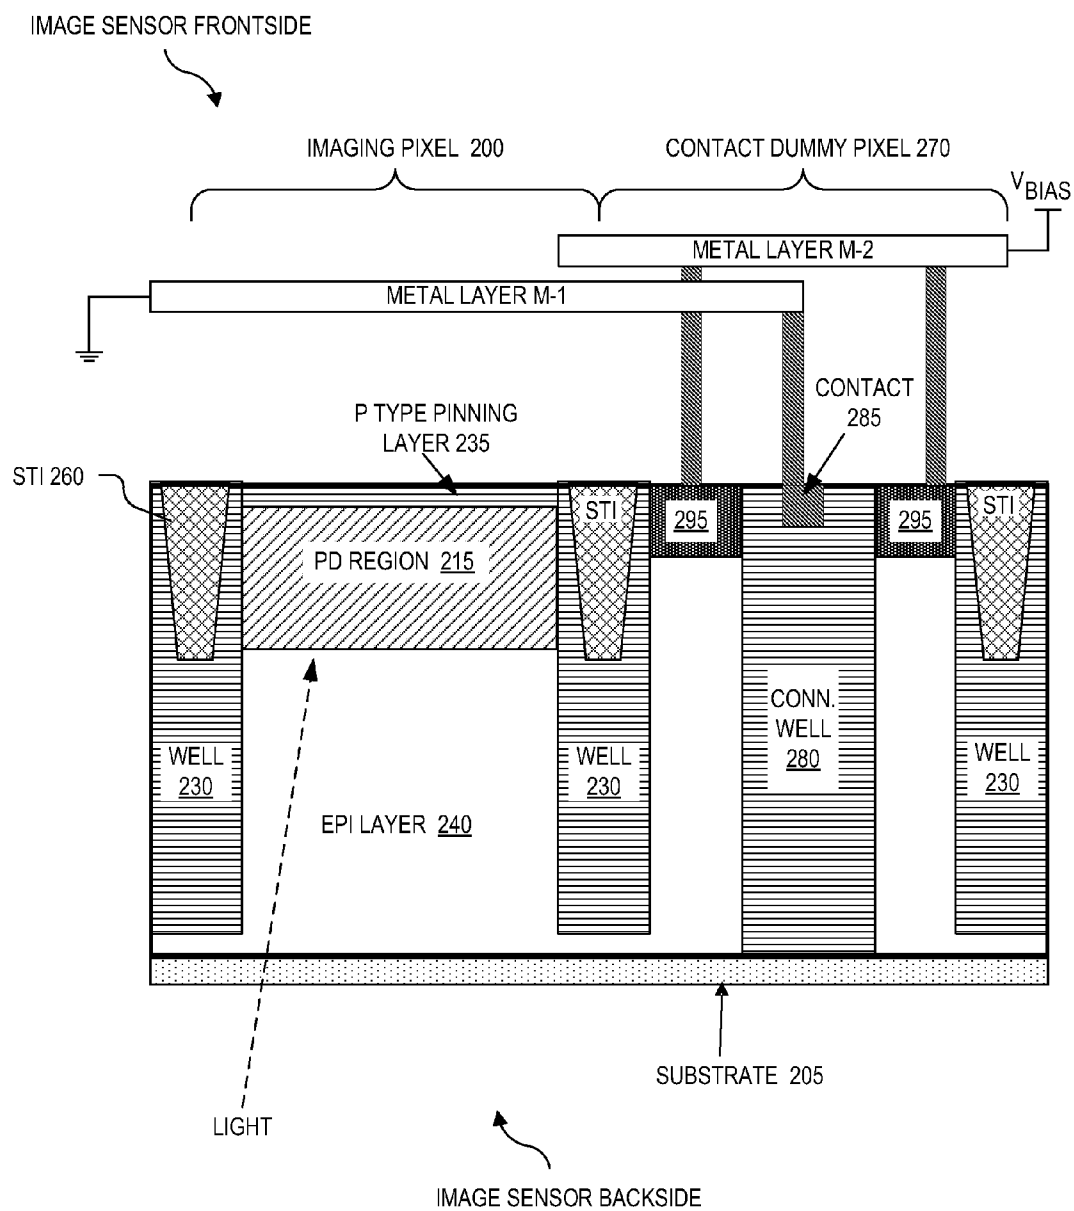 IMAGE SENSOR FRONTSIDE
IMAGING PIXEL 200
CONTACT DUMMY PIXEL 270
VBIAS
METAL LAYER M-2
METAL LAYER M-1
CONTACT
285
P TYPE PINNING
LAYER 235
STI 260
STI
STI
295
295
PD REGION 215
CONN.
WELL
280
WELL
230
WELL
230
WELL
230
EPI LAYER 240
SUBSTRATE 205
LIGHT
IMAGE SENSOR BACKSIDE